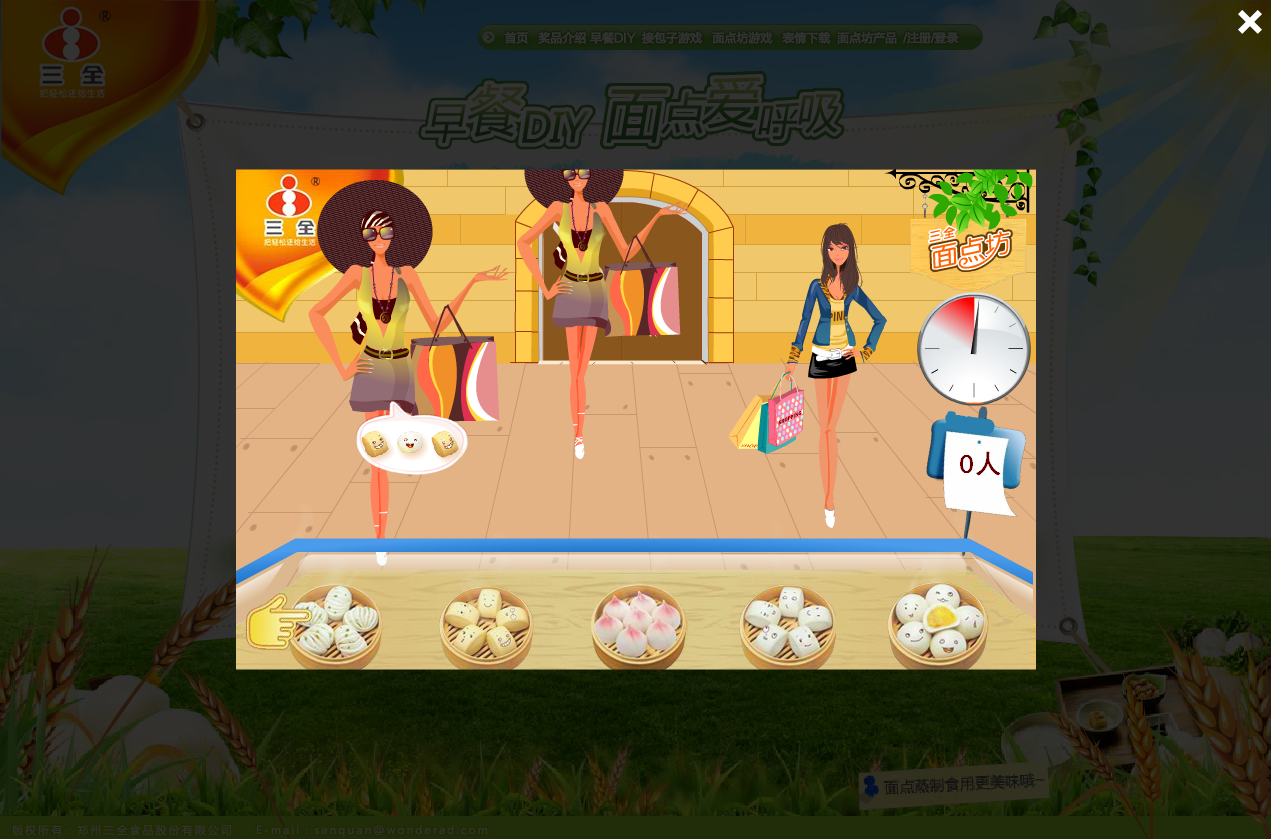 ®
三全
把轻松还给生活
首页 奖品介绍 早餐DIY 接包子游戏 面点坊游戏 表情下载 面点坊产品 /注册/登录
早餐DIY 面点爱呼吸
®
三全
把轻松还给生活
三全
面点坊
PINK
SHOPPING
0人
面点蒸制食用更美味哦~
版权所有 郑州三全食品股份有限公司 E-mail : sanquan@wonderad.com